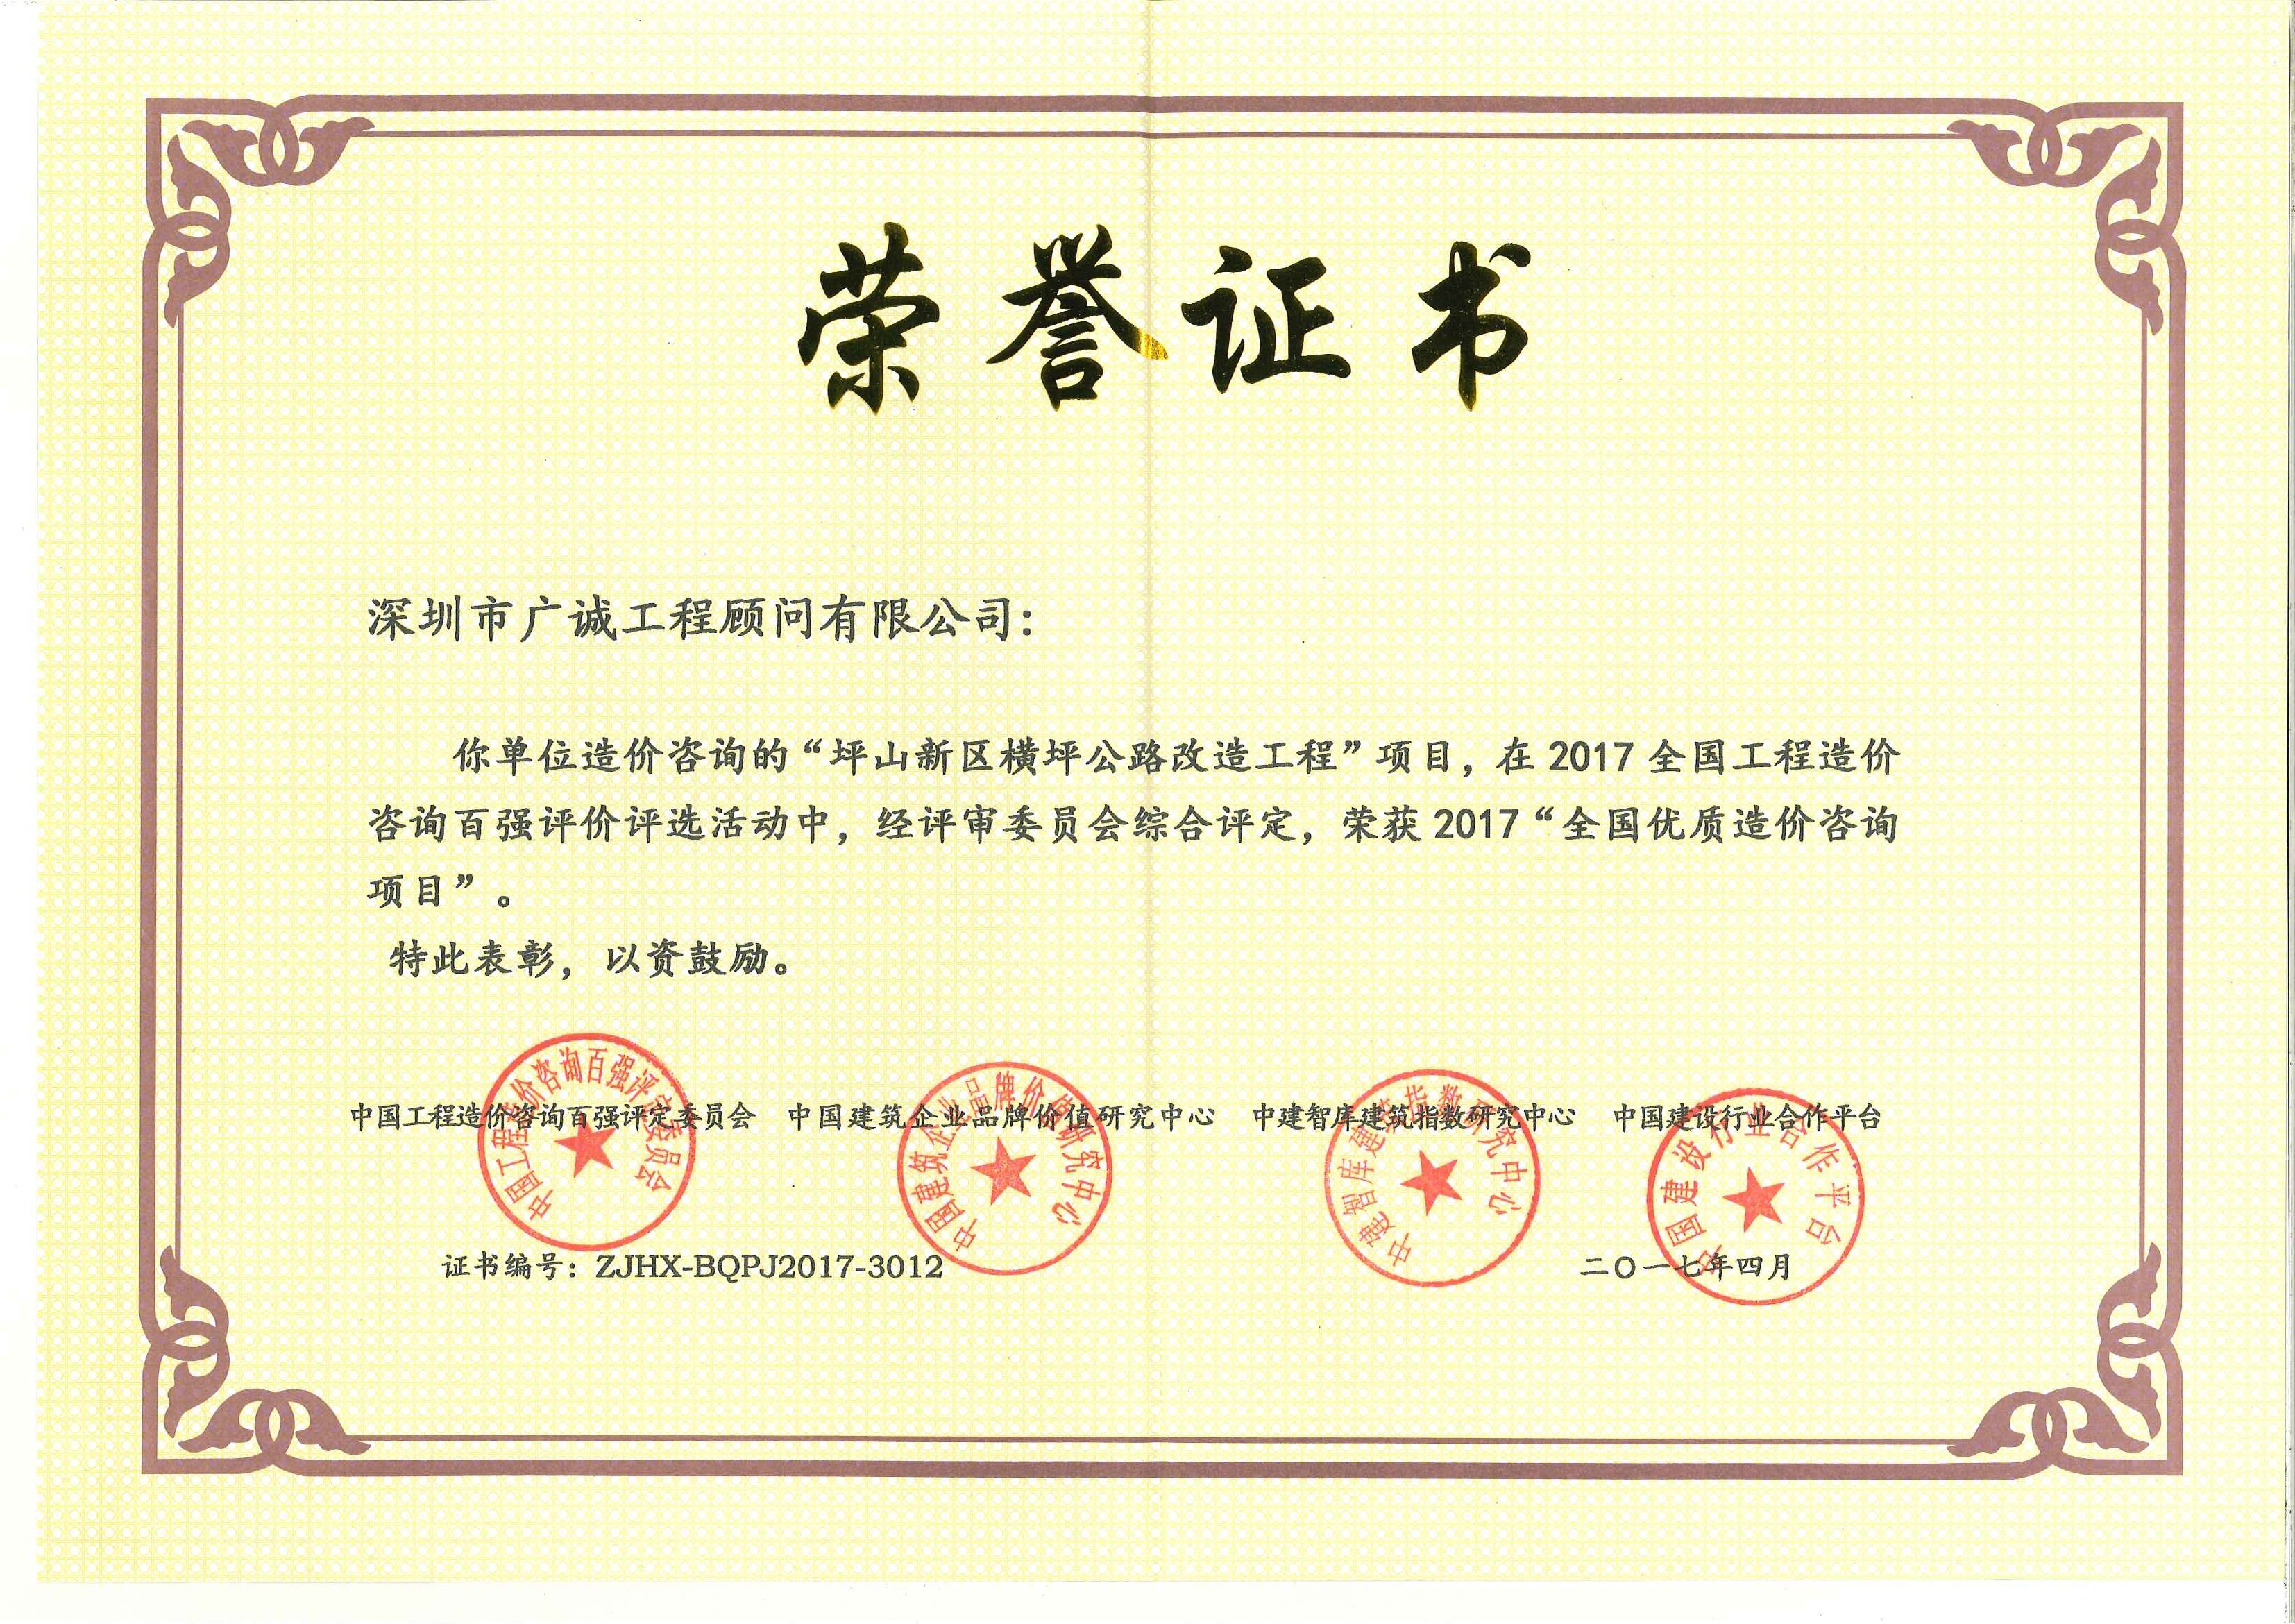 荣誉证书
深圳市广诚工程顾问有限公司：
你单位造价咨询的“坪山新区横坪公路改造工程”项目，在2017全国工程造价
咨询百强评价评选活动中，经评审委员会综合评定，荣获2017“全国优质造价咨询
项目”。
特此表彰，以资鼓励。
中国工程造价咨询百强评定委员会 中国建筑企业品牌价值研究中心 中建智库建筑指数研究中心 中国建设行业合作平台
中国工程造价咨询百强评定委员会
中国建筑企业品牌价值研究中心
中建智库建筑指数研究中心
中国建设行业合作平台
证书编号：ZJHX-BQPJ2017-3012 二〇一七年四月